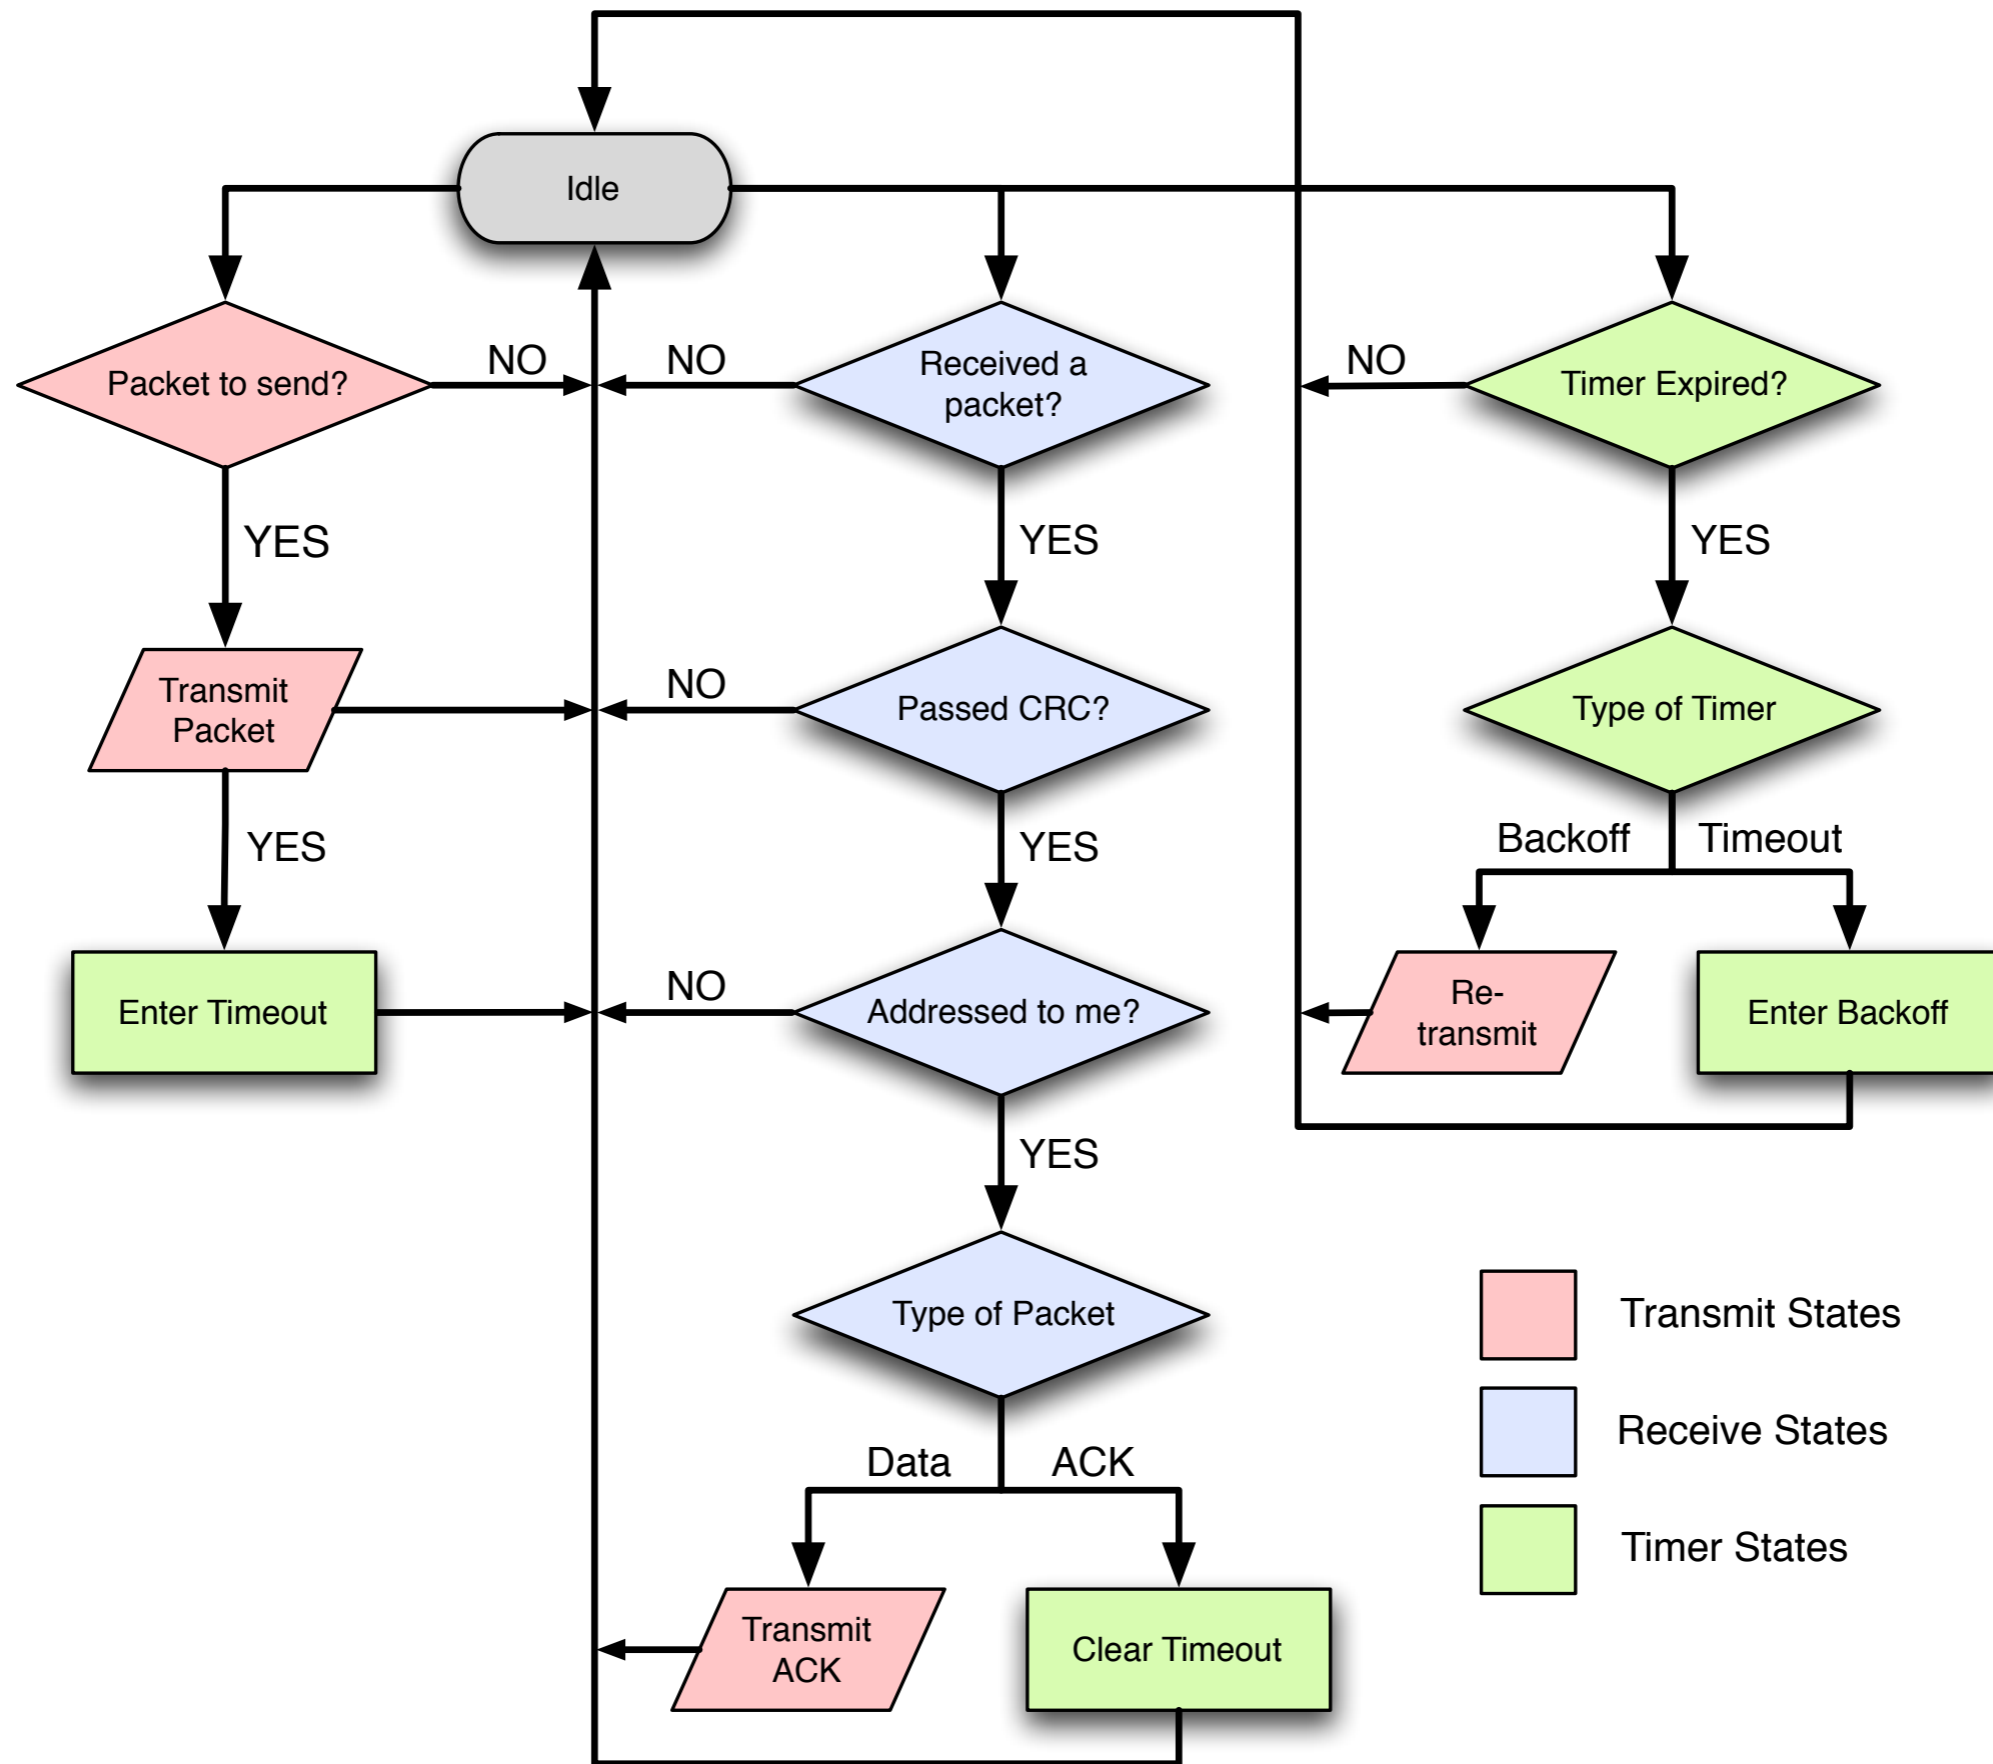 Idle
Packet to send?
NO
NO
Received a
packet?
NO
Timer Expired?
YES
YES
YES
Transmit
Packet
NO
Passed CRC?
Type of Timer
YES
YES
Backoff
Timeout
Enter Timeout
NO
Addressed to me?
Re-
transmit
Enter Backoff
YES
Type of Packet
Transmit States
Receive States
Data
ACK
Timer States
Transmit
ACK
Clear Timeout